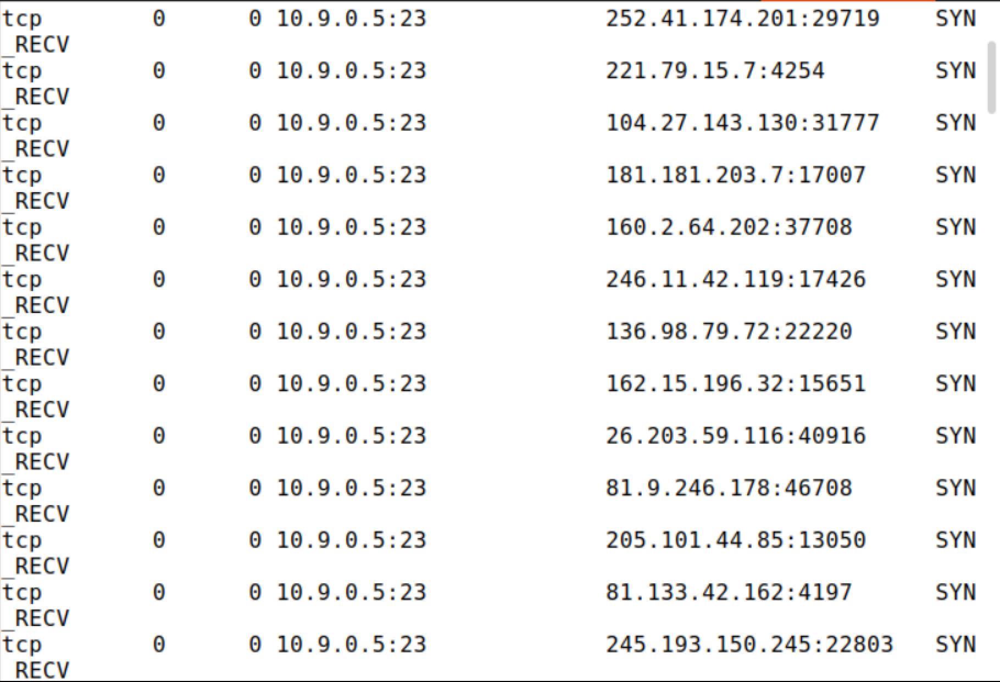 tcp 0 0 10.9.0.5:23 252.41.174.201:29719 SYN
_RECV
tcp 0 0 10.9.0.5:23 221.79.15.7:4254 SYN
_RECV
tcp 0 0 10.9.0.5:23 104.27.143.130:31777 SYN
_RECV
tcp 0 0 10.9.0.5:23 181.181.203.7:17007 SYN
_RECV
tcp 0 0 10.9.0.5:23 160.2.64.202:37708 SYN
_RECV
tcp 0 0 10.9.0.5:23 246.11.42.119:17426 SYN
_RECV
tcp 0 0 10.9.0.5:23 136.98.79.72:22220 SYN
_RECV
tcp 0 0 10.9.0.5:23 162.15.196.32:15651 SYN
_RECV
tcp 0 0 10.9.0.5:23 26.203.59.116:40916 SYN
_RECV
tcp 0 0 10.9.0.5:23 81.9.246.178:46708 SYN
_RECV
tcp 0 0 10.9.0.5:23 205.101.44.85:13050 SYN
_RECV
tcp 0 0 10.9.0.5:23 81.133.42.162:4197 SYN
_RECV
tcp 0 0 10.9.0.5:23 245.193.150.245:22803 SYN
_RECV